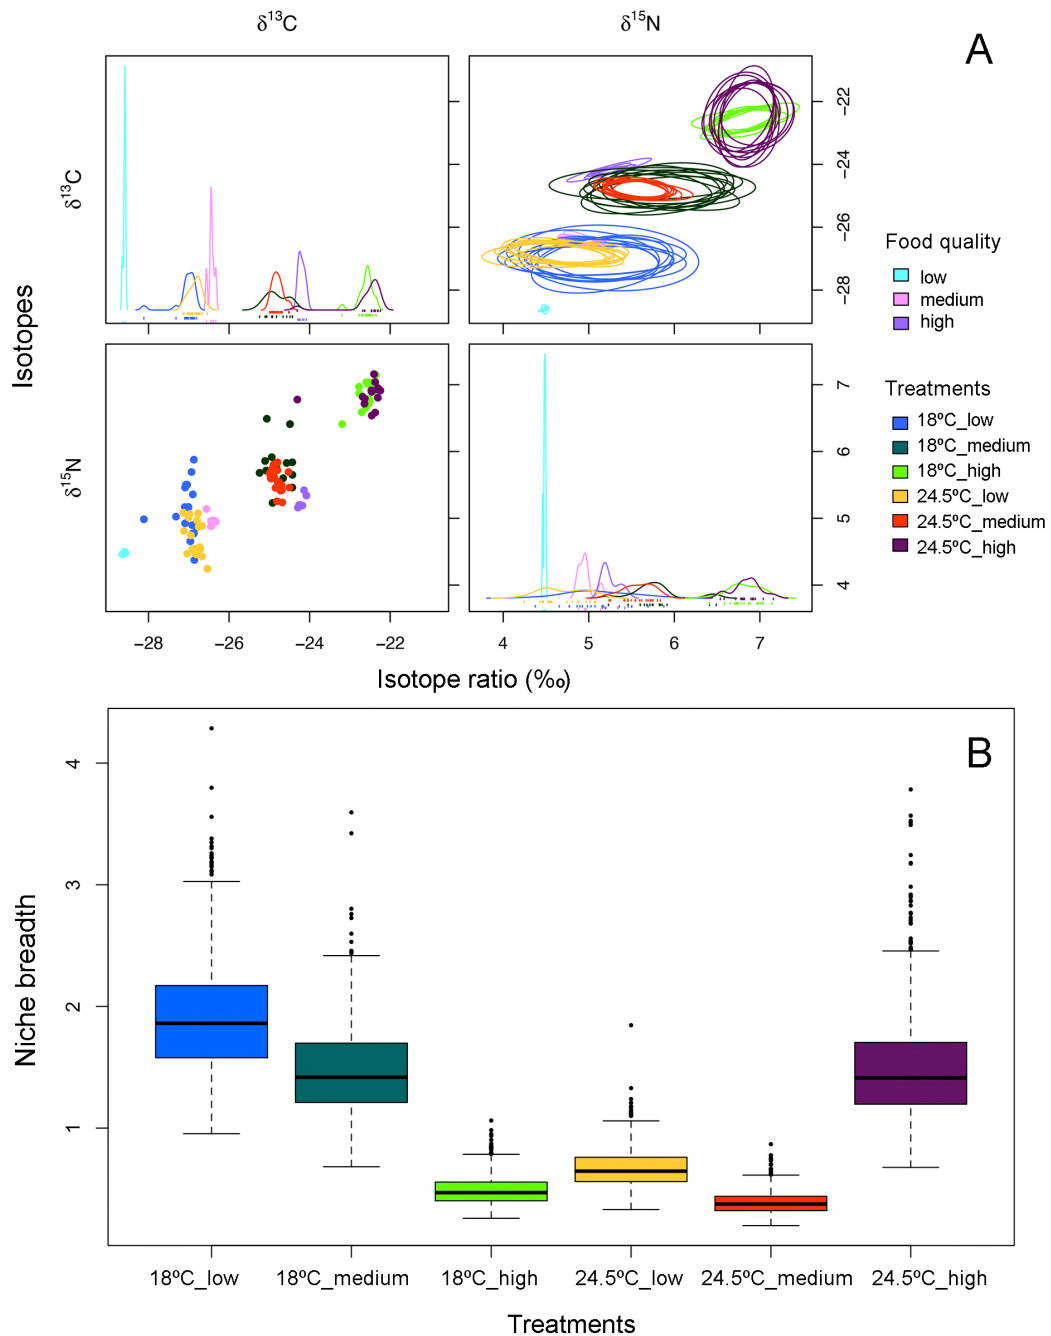 δ13C
δ15N
A
δ13C
−22
−24
−26
−28
Isotopes
Food quality
low
medium
high
Treatments
18ºC_low
18ºC_medium
18ºC_high
24.5ºC_low
24.5ºC_medium
24.5ºC_high
δ15N
7
6
5
4
−28 −26 −24 −22
4 5 6 7
Isotope ratio (‰)
B
4
3
2
1
Niche breadth
18ºC_low 18ºC_medium 18ºC_high 24.5ºC_low 24.5ºC_medium 24.5ºC_high
Treatments